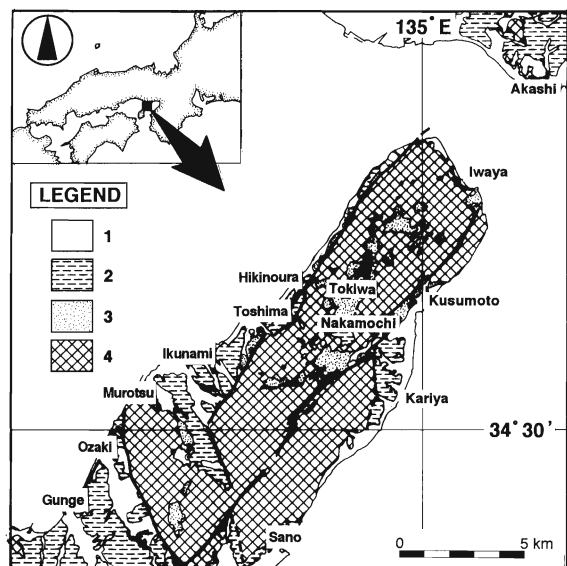 135° E
Akashi
Iwaya
LEGEND
1
2
3
4
Hikinoura
Tokiwa
Kusumoto
Toshima
Nakamochi
Ikunami
Murotsu
Kariya
34° 30'
Ozaki
Gunge
Sano
0 5 km